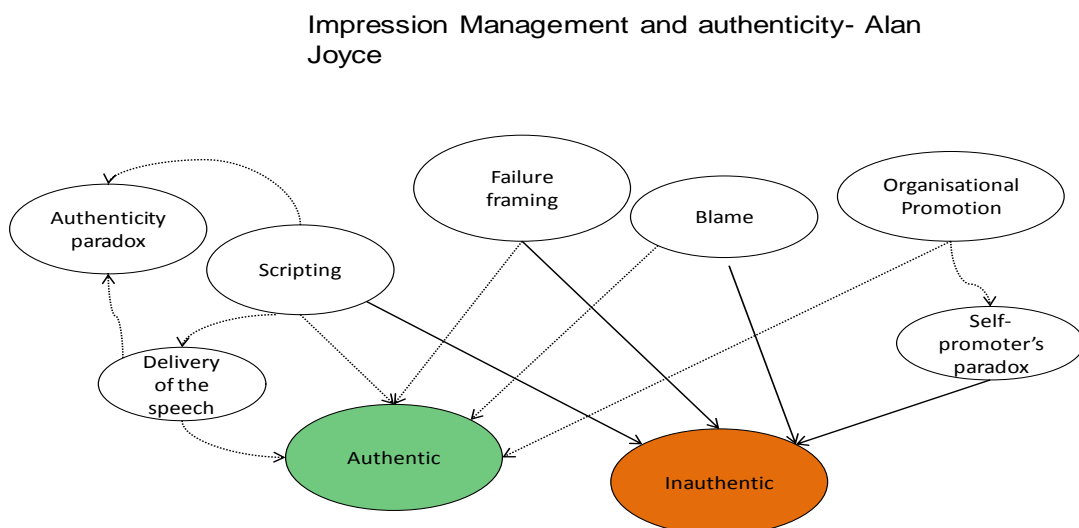 Impression Management and authenticity- Alan
Joyce
Failure
framing
Organisational
Promotion
Authenticity
paradox
Blame
Scripting
Self-
promoter's
paradox
Delivery
of the
speech
Authentic
Inauthentic